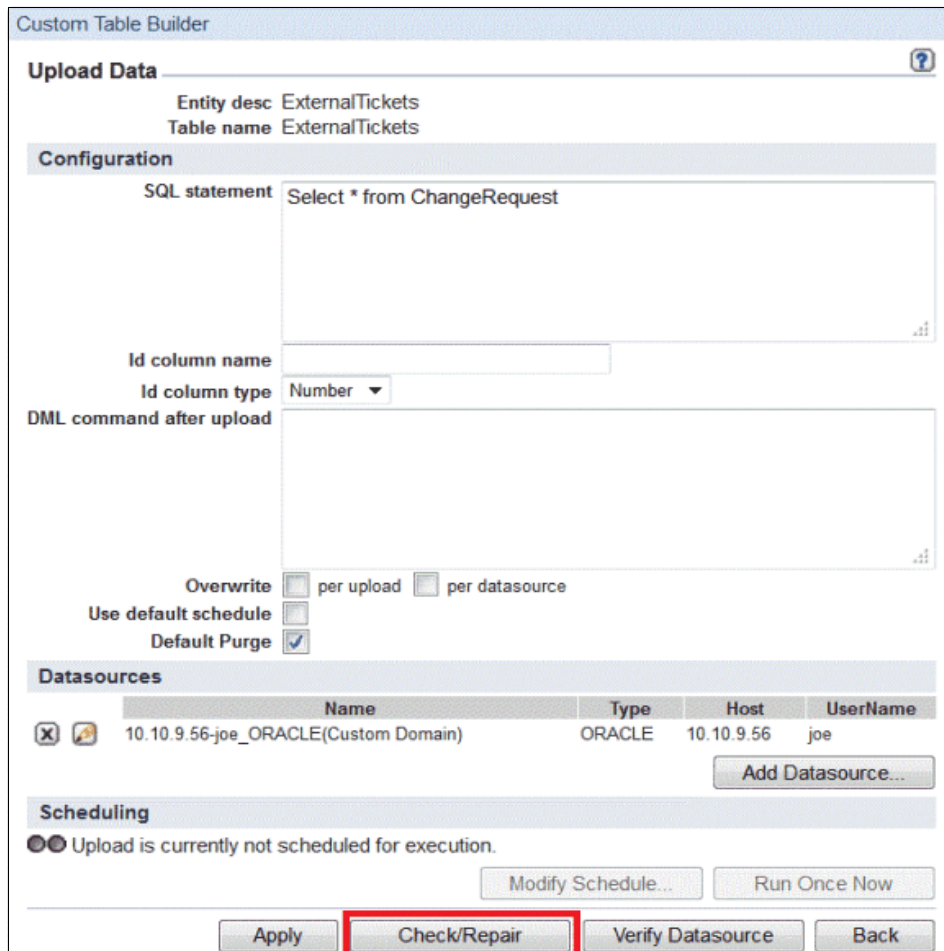 Custom Table Builder
Upload Data
?
Entity desc ExternalTickets
Table name ExternalTickets
Configuration
SQL statement Select * from ChangeRequest
Id column name
Id column type Number
DML command after upload
Overwrite per upload per datasource
Use default schedule
Default Purge
Datasources
Name Type Host UserName
10.10.9.56-joe_ORACLE(Custom Domain) ORACLE 10.10.9.56 joe
Add Datasource...
Scheduling
Upload is currently not scheduled for execution.
Modify Schedule... Run Once Now
Apply Check/Repair Verify Datasource Back